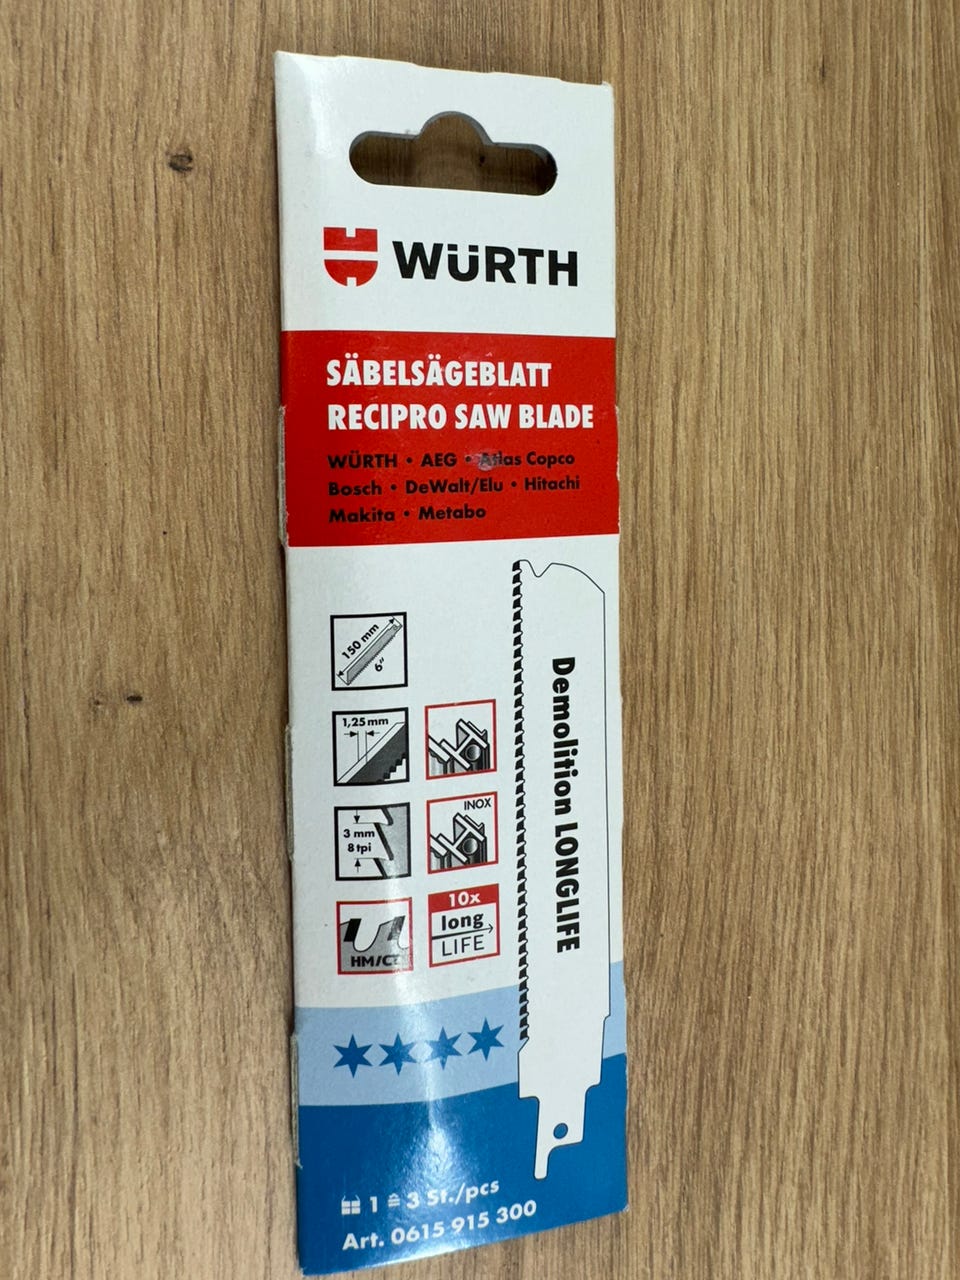 WÜRTH
SÄBELSÄGEBLATT
RECIPRO SAW BLADE
WÜRTH • AEG • Atlas Copco
Bosch • DeWalt/Elu • Hitachi
Makita • Metabo
150 mm
6"
1,25mm
3 mm
8 tpi
INOX
HM/CT
10x
long
LIFE
Demolition LONGLIFE
1 ≙ 3 St./pcs
Art. 0615 915 300